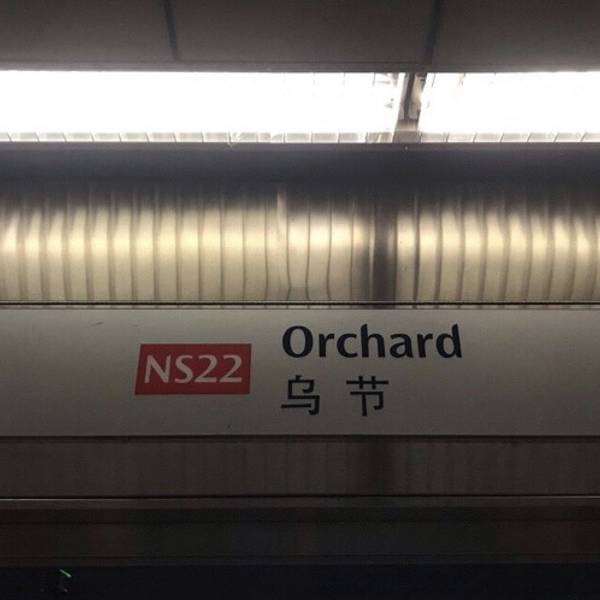 NS22
Orchard
乌节